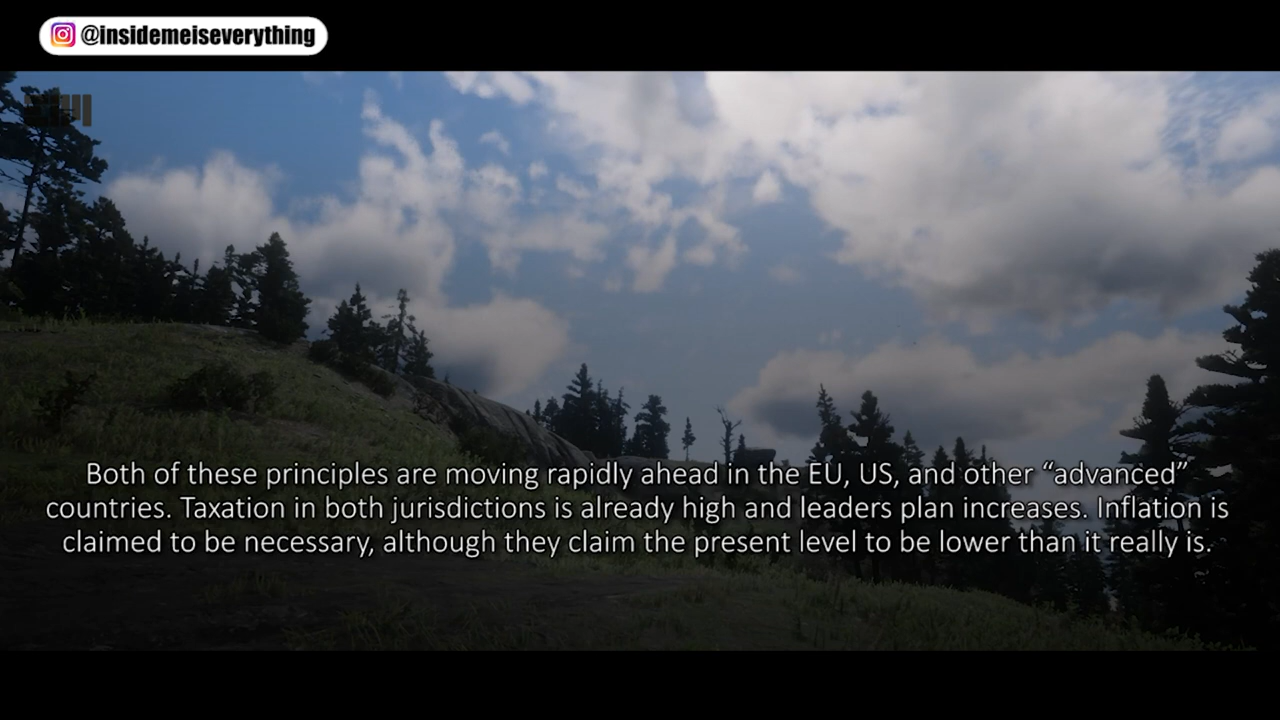 @insidemeiseverything
Both of these principles are moving rapidly ahead in the EU, US, and other “advanced”
countries. Taxation in both jurisdictions is already high and leaders plan increases. Inflation is
claimed to be necessary, although they claim the present level to be lower than it really is.